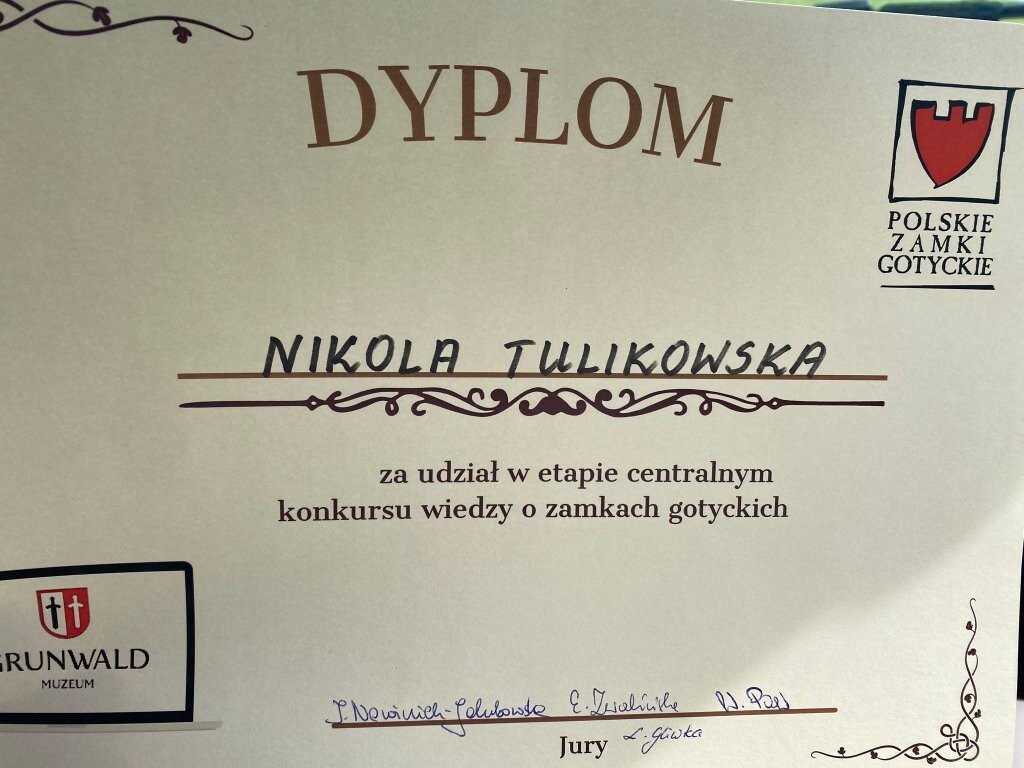 DYPLOM
POLSKIE
ZAMKI
GOTYCKIE
NIKOLA TULIKOWSKA
za udział w etapie centralnym
konkursu wiedzy o zamkach gotyckich
GRUNWALD
MUZEUM
Jury